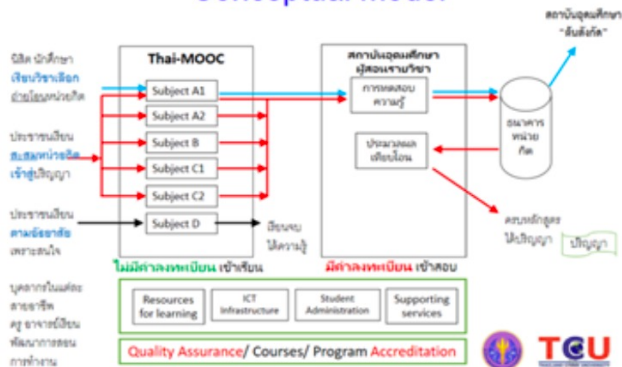 Conceptual Model
สถาบันอุดมศึกษา
"ต้นสังกัด"
นิสิต นักศึกษา
เรียนวิชาเลือก
ถ่ายโอนหน่วยกิต
ประชาชนเรียน
สะสมหน่วยกิต
เข้าสู่ปริญญา
ประชาชนเรียน
ตามอัธยาศัย
เพราะสนใจ
บุคลากรในแต่ละ
สายอาชีพ
ครู อาจารย์เรียน
พัฒนาการสอน
การทำงาน
Thai-MOOC
Subject A1
Subject A2
Subject B
Subject C1
Subject C2
Subject D
เรียนจบ
ได้ความรู้
ไม่มีค่าลงทะเบียน เข้าเรียน
สถาบันอุดมศึกษา
ผู้สอนรายวิชา
การทดสอบ
ความรู้
ประมวลผล
เทียบโอน
มีค่าลงทะเบียน เข้าสอบ
ธนาคาร
หน่วย
กิต
ครบหลักสูตร
ได้ปริญญา
ปริญญา
Resources
for learning
ICT
Infrastructure
Student
Administration
Supporting
services
Quality Assurance/ Courses/ Program Accreditation
TCU